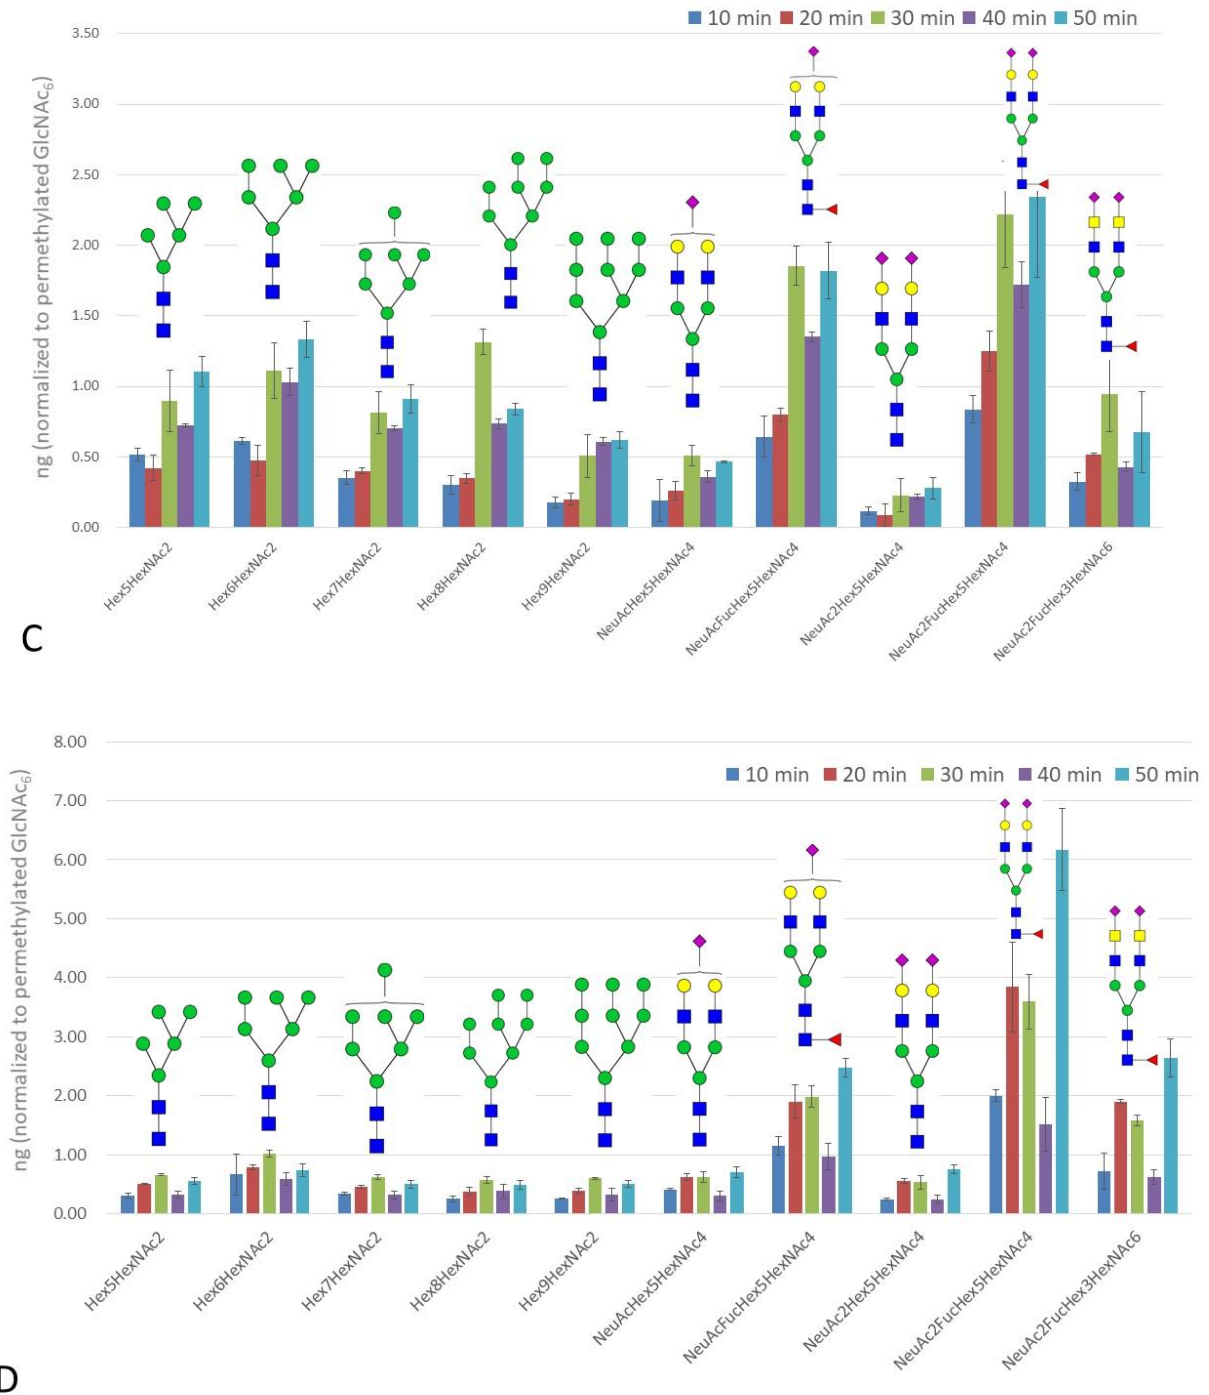 10 min 20 min 30 min 40 min 50 min
ng (normalized to permethylated GlcNAc₆)
3.50
3.00
2.50
2.00
1.50
1.00
0.50
0.00
Hex5HexNAc2
Hex6HexNAc2
Hex7HexNAc2
Hex8HexNAc2
Hex9HexNAc2
NeuAcHex5HexNAc4
NeuAcFucHex5HexNAc4
NeuAc2Hex5HexNAc4
NeuAc2FucHex5HexNAc4
NeuAc2FucHex3HexNAc6
C
10 min 20 min 30 min 40 min 50 min
ng (normalized to permethylated GlcNAc₆)
8.00
7.00
6.00
5.00
4.00
3.00
2.00
1.00
0.00
Hex5HexNAc2
Hex6HexNAc2
Hex7HexNAc2
Hex8HexNAc2
Hex9HexNAc2
NeuAcHex5HexNAc4
NeuAcFucHex5HexNAc4
NeuAc2Hex5HexNAc4
NeuAc2FucHex5HexNAc4
NeuAc2FucHex3HexNAc6
D